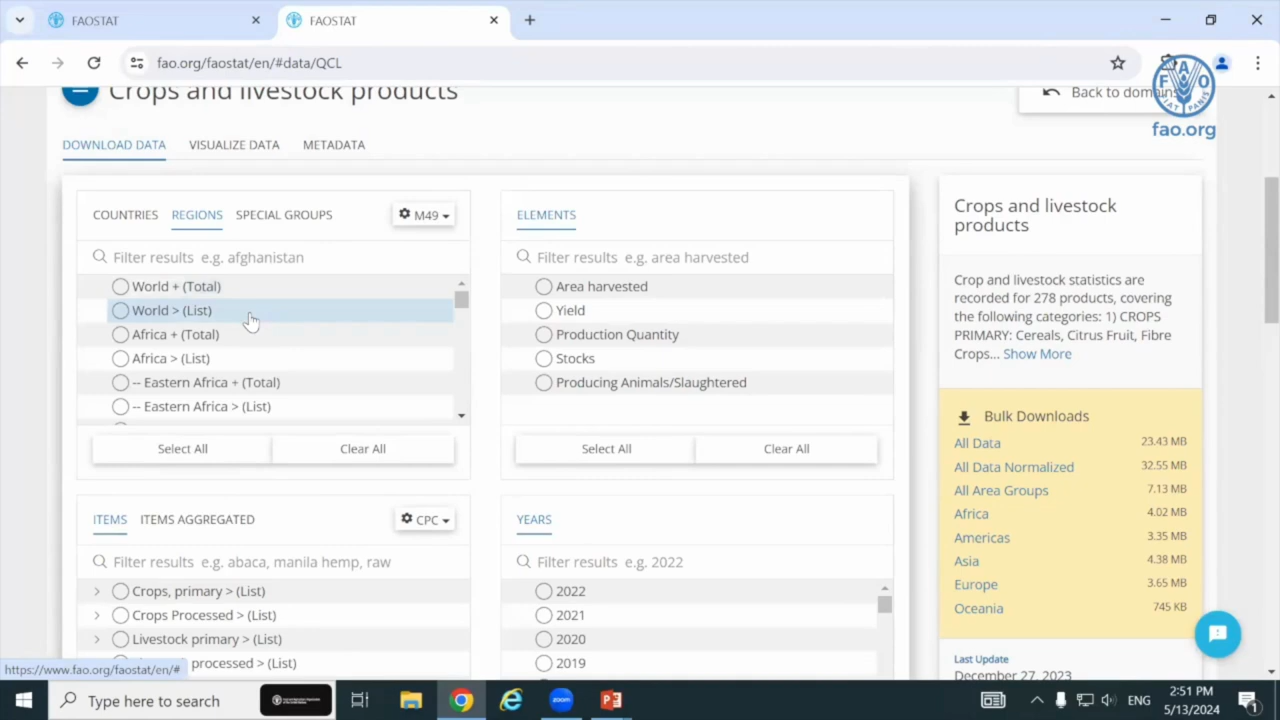 FAOSTAT
FAOSTAT
fao.org/faostat/en/#data/QCL
Crops and livestock products
Back to domains
FAO
FIAT PANIS
fao.org
DOWNLOAD DATA VISUALIZE DATA METADATA
COUNTRIES REGIONS SPECIAL GROUPS M49
Filter results e.g. afghanistan
World + (Total)
World > (List)
Africa + (Total)
Africa > (List)
-- Eastern Africa + (Total)
-- Eastern Africa > (List)
Select All Clear All
ELEMENTS
Filter results e.g. area harvested
Area harvested
Yield
Production Quantity
Stocks
Producing Animals/Slaughtered
Select All Clear All
ITEMS ITEMS AGGREGATED CPC
Filter results e.g. abaca, manila hemp, raw
Crops, primary > (List)
Crops Processed > (List)
Livestock primary > (List)
processed > (List)
YEARS
Filter results e.g. 2022
2022
2021
2020
2019
Crops and livestock
products
Crop and livestock statistics are
recorded for 278 products, covering
the following categories: 1) CROPS
PRIMARY: Cereals, Citrus Fruit, Fibre
Crops... Show More
Bulk Downloads
All Data 23.43 MB
All Data Normalized 32.55 MB
All Area Groups 7.13 MB
Africa 4.02 MB
Americas 3.35 MB
Asia 4.38 MB
Europe 3.65 MB
Oceania 745 KB
Last Update
December 27, 2023
https://www.fao.org/faostat/en/#
Type here to search
zoom
ENG
2:51 PM
5/13/2024
1